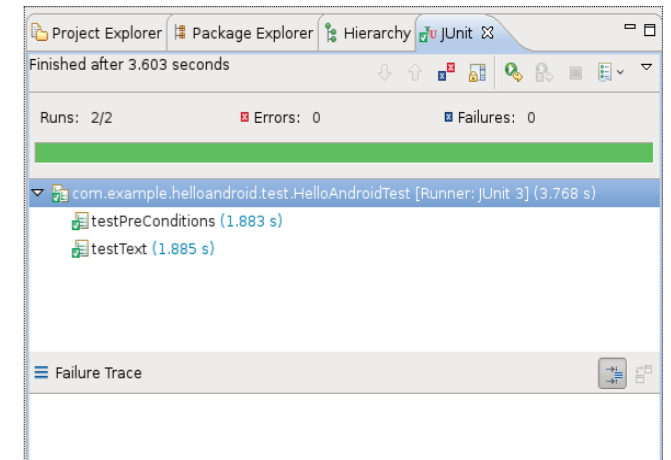 Project Explorer Package Explorer Hierarchy JUnit
Finished after 3.603 seconds
Runs: 2/2 Errors: 0 Failures: 0
com.example.helloandroid.test.HelloAndroidTest [Runner: JUnit 3] (3.768 s)
testPreConditions (1.883 s)
testText (1.885 s)
Failure Trace